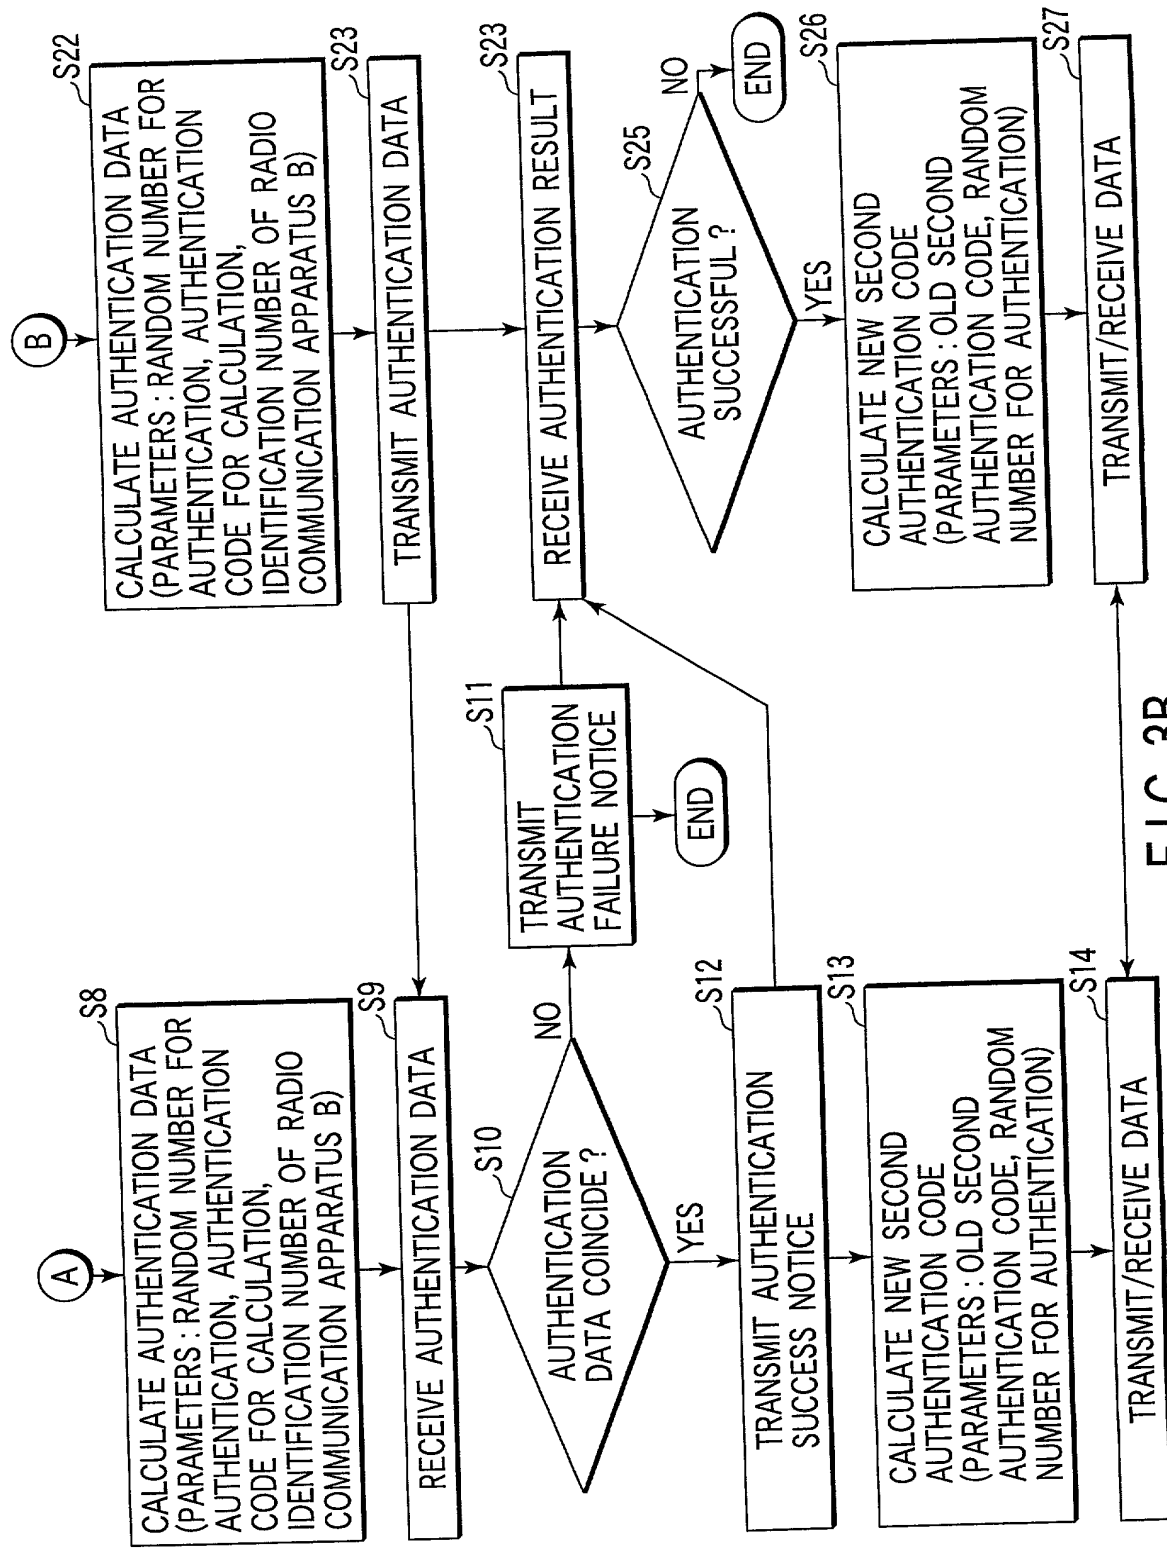 A
S8
CALCULATE AUTHENTICATION DATA
(PARAMETERS : RANDOM NUMBER FOR
AUTHENTICATION, AUTHENTICATION
CODE FOR CALCULATION,
IDENTIFICATION NUMBER OF RADIO
COMMUNICATION APPARATUS B)
S9
RECEIVE AUTHENTICATION DATA
S10
AUTHENTICATION
DATA COINCIDE ?
NO
YES
S11
TRANSMIT
AUTHENTICATION
FAILURE NOTICE
END
S12
TRANSMIT AUTHENTICATION
SUCCESS NOTICE
S13
CALCULATE NEW SECOND
AUTHENTICATION CODE
(PARAMETERS : OLD SECOND
AUTHENTICATION CODE, RANDOM
NUMBER FOR AUTHENTICATION)
S14
TRANSMIT/RECEIVE DATA
B
S22
CALCULATE AUTHENTICATION DATA
(PARAMETERS : RANDOM NUMBER FOR
AUTHENTICATION, AUTHENTICATION
CODE FOR CALCULATION,
IDENTIFICATION NUMBER OF RADIO
COMMUNICATION APPARATUS B)
S23
TRANSMIT AUTHENTICATION DATA
S23
RECEIVE AUTHENTICATION RESULT
S25
AUTHENTICATION
SUCCESSFUL ?
NO
END
YES
S26
CALCULATE NEW SECOND
AUTHENTICATION CODE
(PARAMETERS : OLD SECOND
AUTHENTICATION CODE, RANDOM
NUMBER FOR AUTHENTICATION)
S27
TRANSMIT/RECEIVE DATA